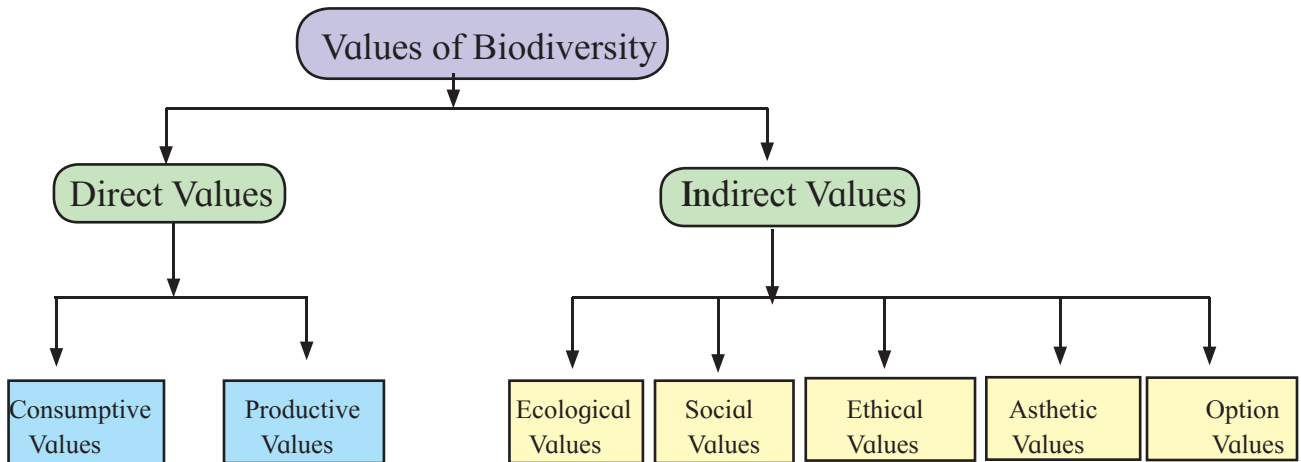 Values of Biodiversity
Direct Values
Indirect Values
Consumptive
Values
Productive
Values
Ecological
Values
Social
Values
Ethical
Values
Asthetic
Values
Option
Values